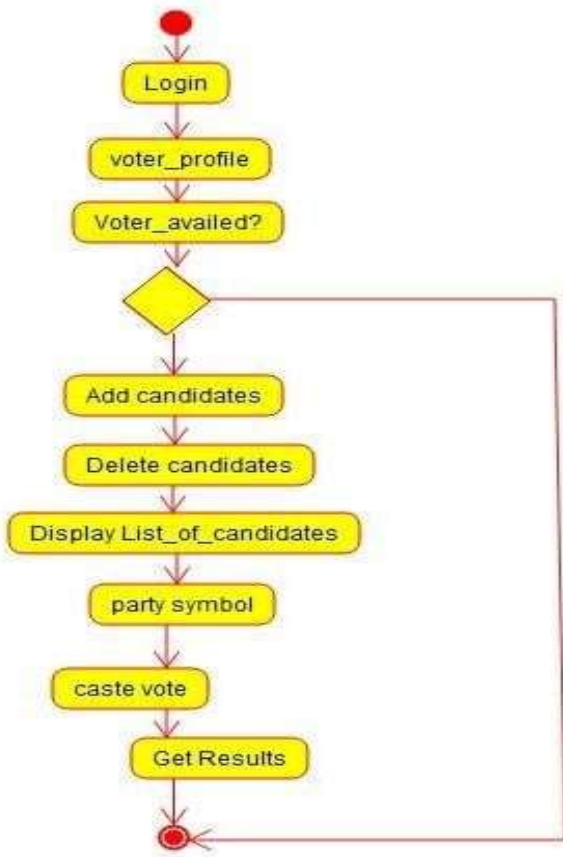 Login
voter_profile
Voter_availed?
Add candidates
Delete candidates
Display List_of_candidates
party symbol
caste vote
Get Results